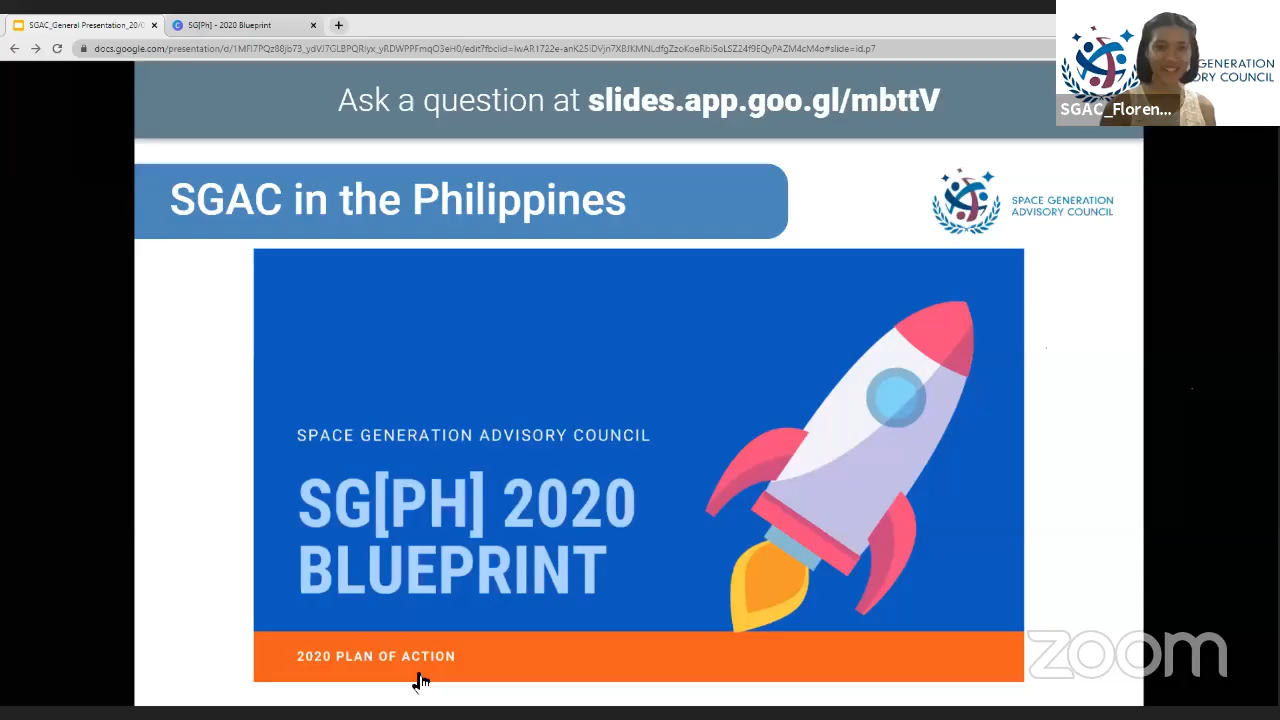 SGAC_General Presentation_20/0
SG[Ph] - 2020 Blueprint
Ask a question at slides.app.goo.gl/mbttV
GENERATION
ADVISORY COUNCIL
SGAC_Floren...
SGAC in the Philippines
SPACE GENERATION
ADVISORY COUNCIL
SPACE GENERATION ADVISORY COUNCIL
SG[PH] 2020
BLUEPRINT
2020 PLAN OF ACTION
zoom